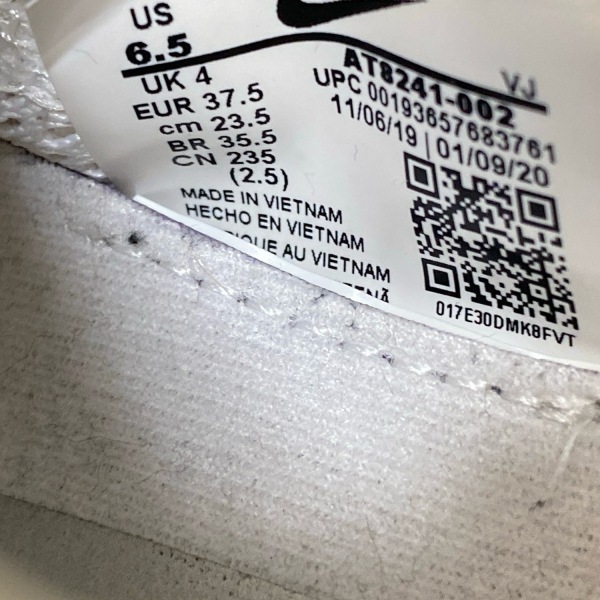 US
6.5
UK 4
EUR 37.5
cm 23.5
BR 35.5
CN 235
(2.5)
AT8241-002
VJ
UPC 00193657683761
11/06/19 | 01/09/20
MADE IN VIETNAM
HECHO EN VIETNAM
QUE AU VIETNAM
017E30DMK8FVT